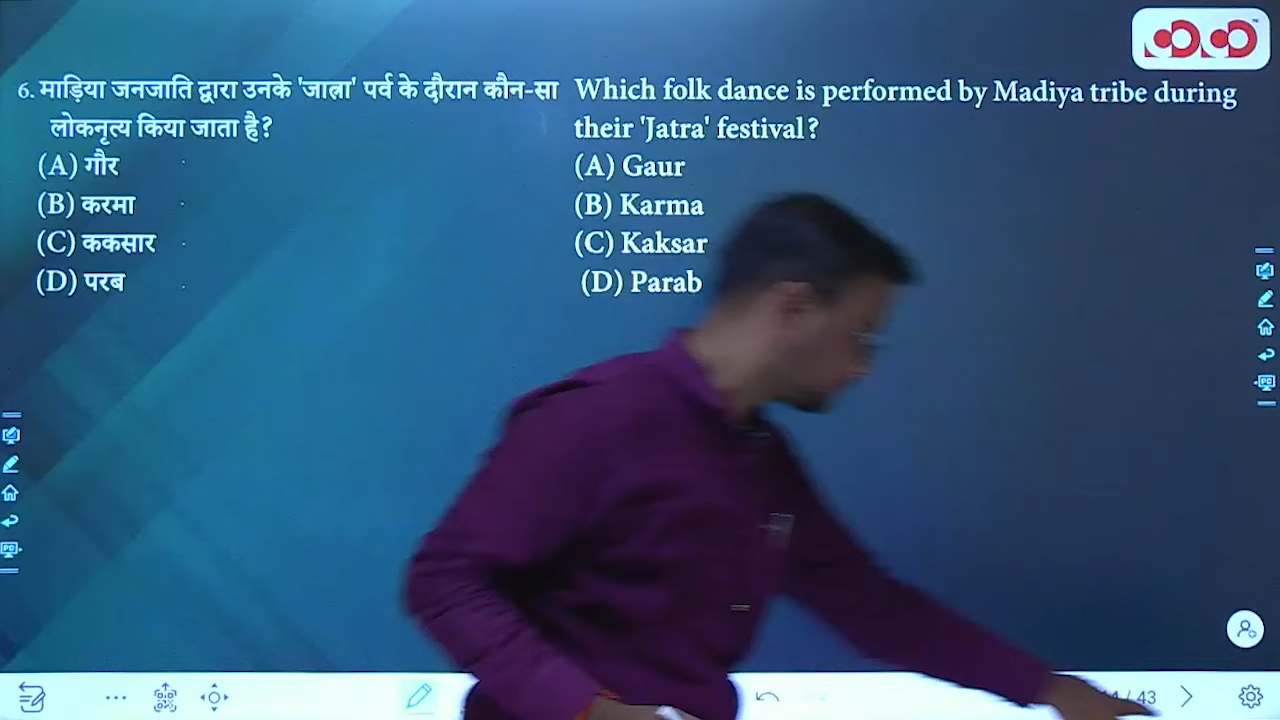 6. माड़िया जनजाति द्वारा उनके 'जात्रा' पर्व के दौरान कौन-सा
लोकनृत्य किया जाता है?
(A) गौर
(B) करमा
(C) ककसार
(D) परब
Which folk dance is performed by Madiya tribe during
their 'Jatra' festival?
(A) Gaur
(B) Karma
(C) Kaksar
(D) Parab
/ 43